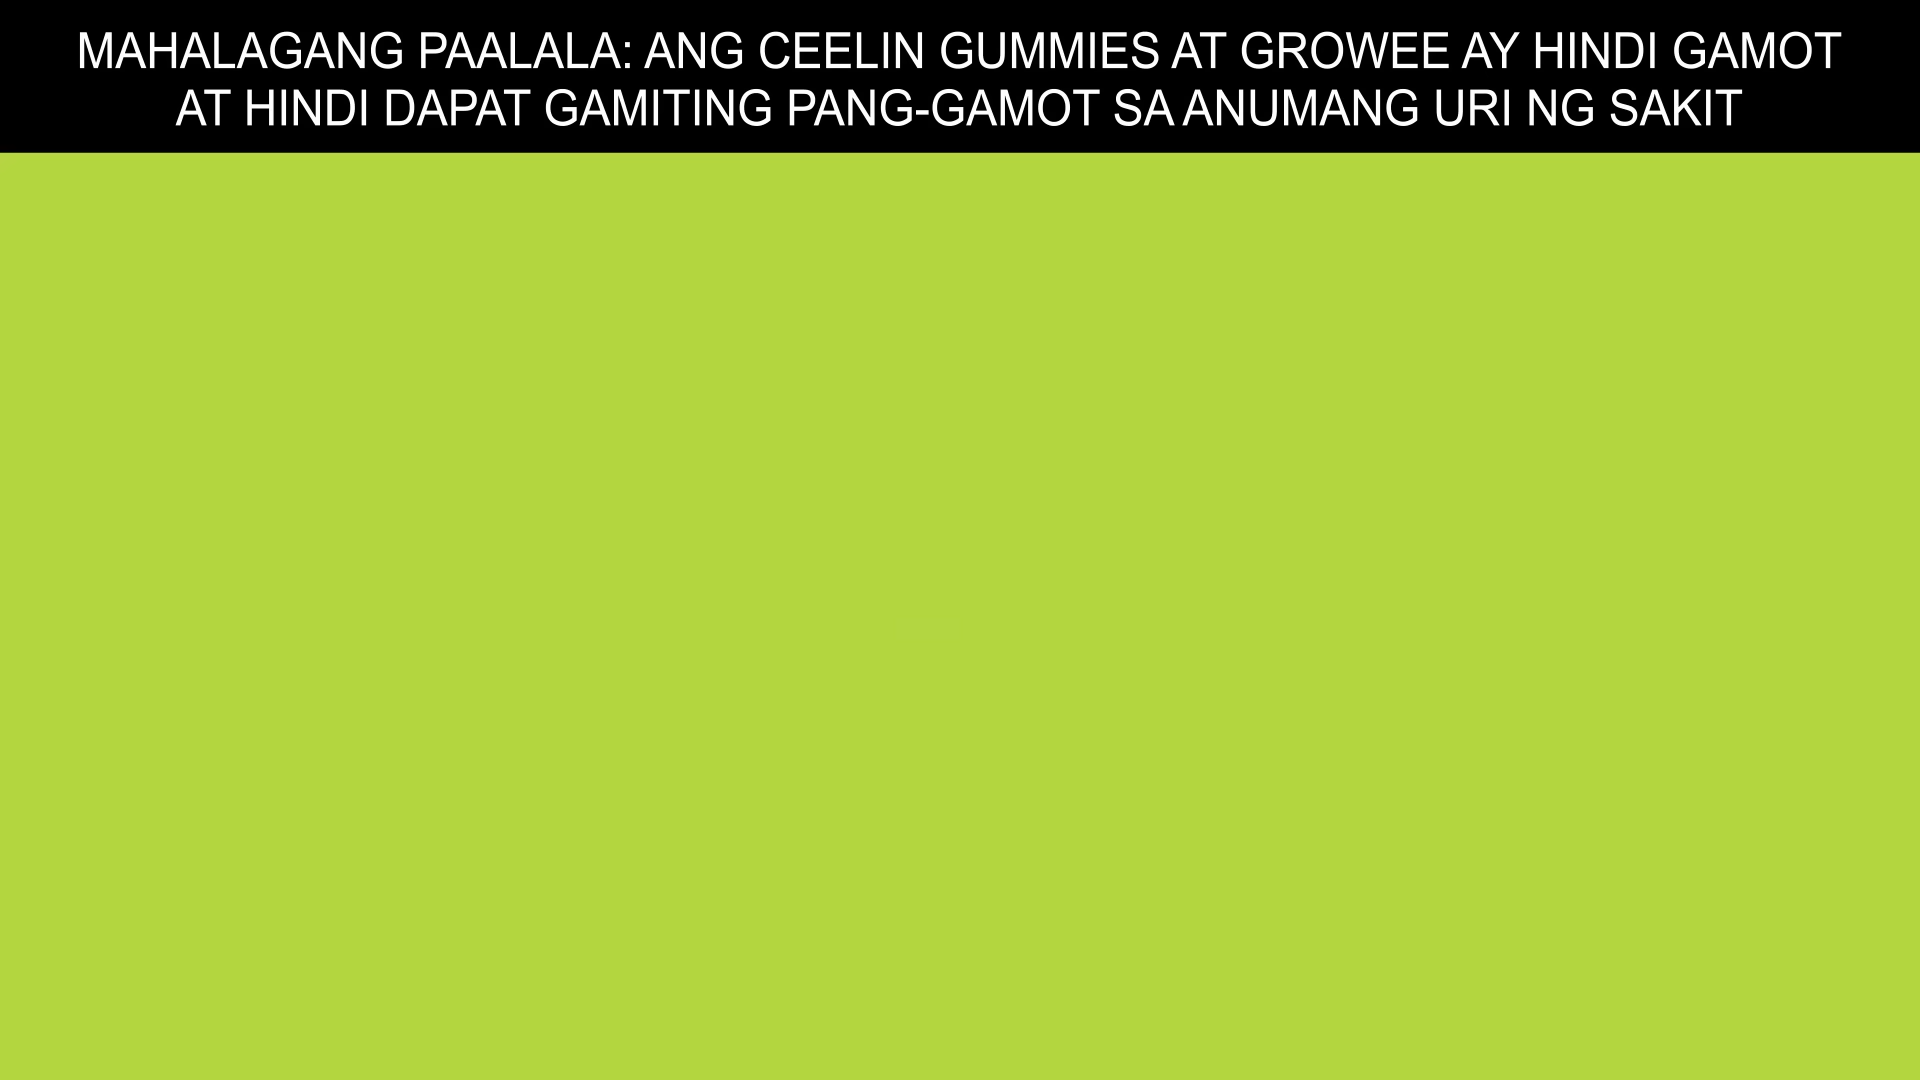 MAHALAGANG PAALALA: ANG CEELIN GUMMIES AT GROWEE AY HINDI GAMOT
AT HINDI DAPAT GAMITING PANG-GAMOT SA ANUMANG URI NG SAKIT